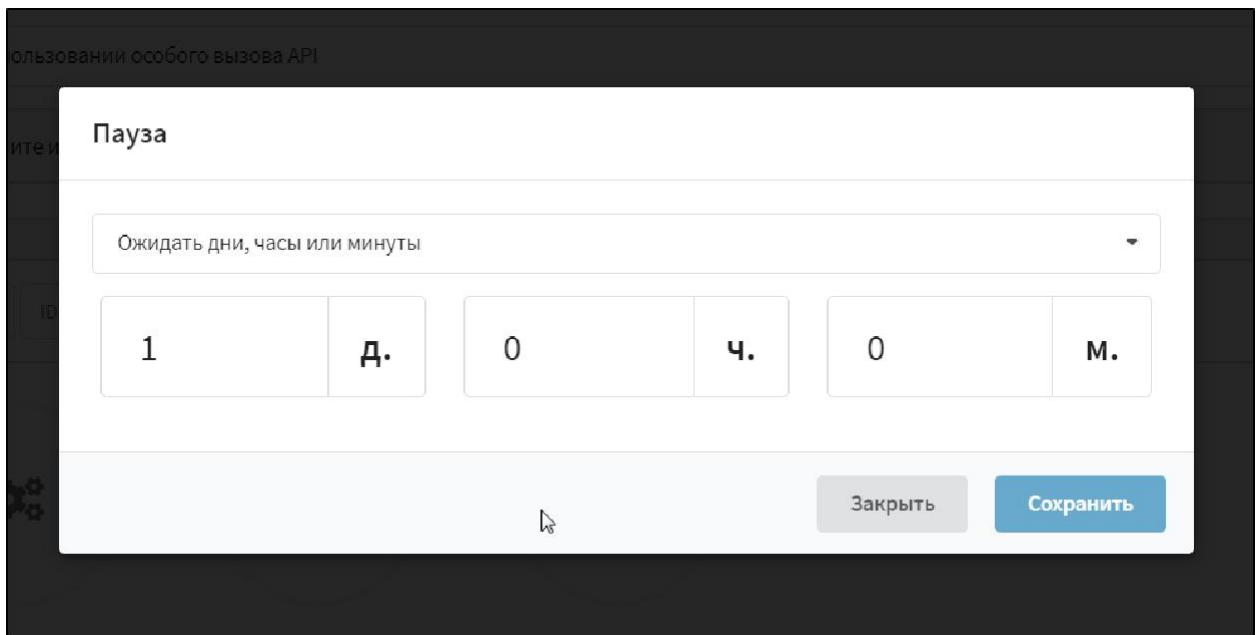 ользовании особого вызова API
Пауза
ите и
Ожидать дни, часы или минуты
ID
1 д. 0 ч. 0 м.
Закрыть Сохранить